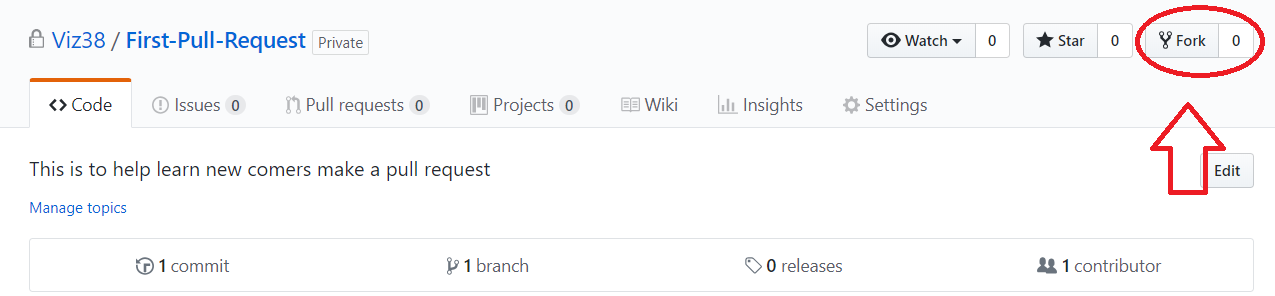 Viz38 / First-Pull-Request Private Watch 0 Star 0 Fork 0
Code Issues 0 Pull requests 0 Projects 0 Wiki Insights Settings
This is to help learn new comers make a pull request Edit
Manage topics
1 commit 1 branch 0 releases 1 contributor